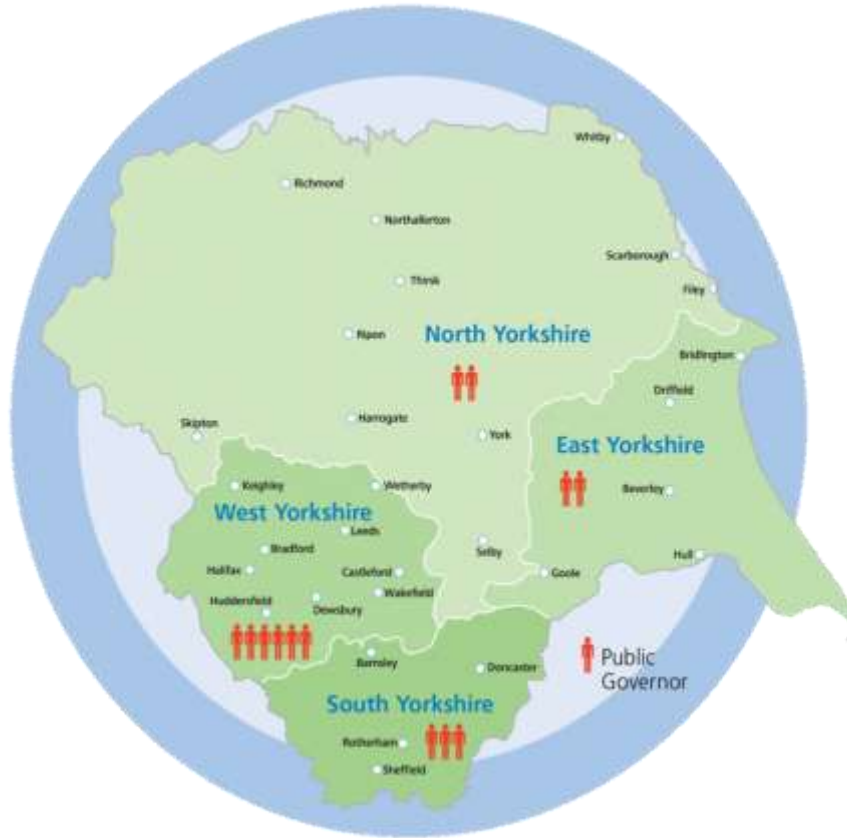 Whitby
Richmond
Northallerton
Scarborough
Thirsk
Filey
North Yorkshire
Ripon
Bridlington
Driffield
Harrogate
Skipton
York
East Yorkshire
Keighley
Wetherby
Beverley
West Yorkshire
Leeds
Bradford
Selby
Hull
Halifax
Castleford
Goole
Wakefield
Huddersfield
Dewsbury
Barnsley
Doncaster
Public
Governor
South Yorkshire
Rotherham
Sheffield